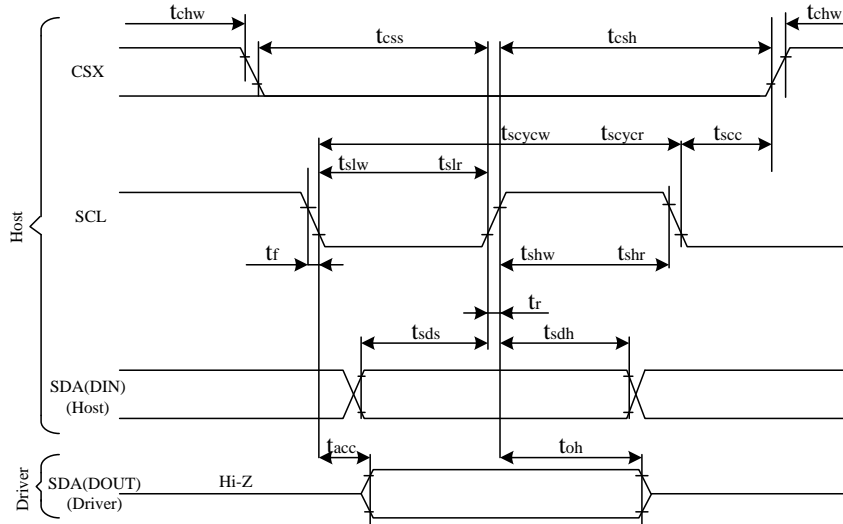 tchw
tcss
tcsh
tchw
CSX
tscycw
tscycr
tscc
tslw
tslr
SCL
Host
tf
tshw
tshr
tr
tsds
tsdh
SDA(DIN)
(Host)
tacc
toh
Driver
SDA(DOUT)
(Driver)
Hi-Z